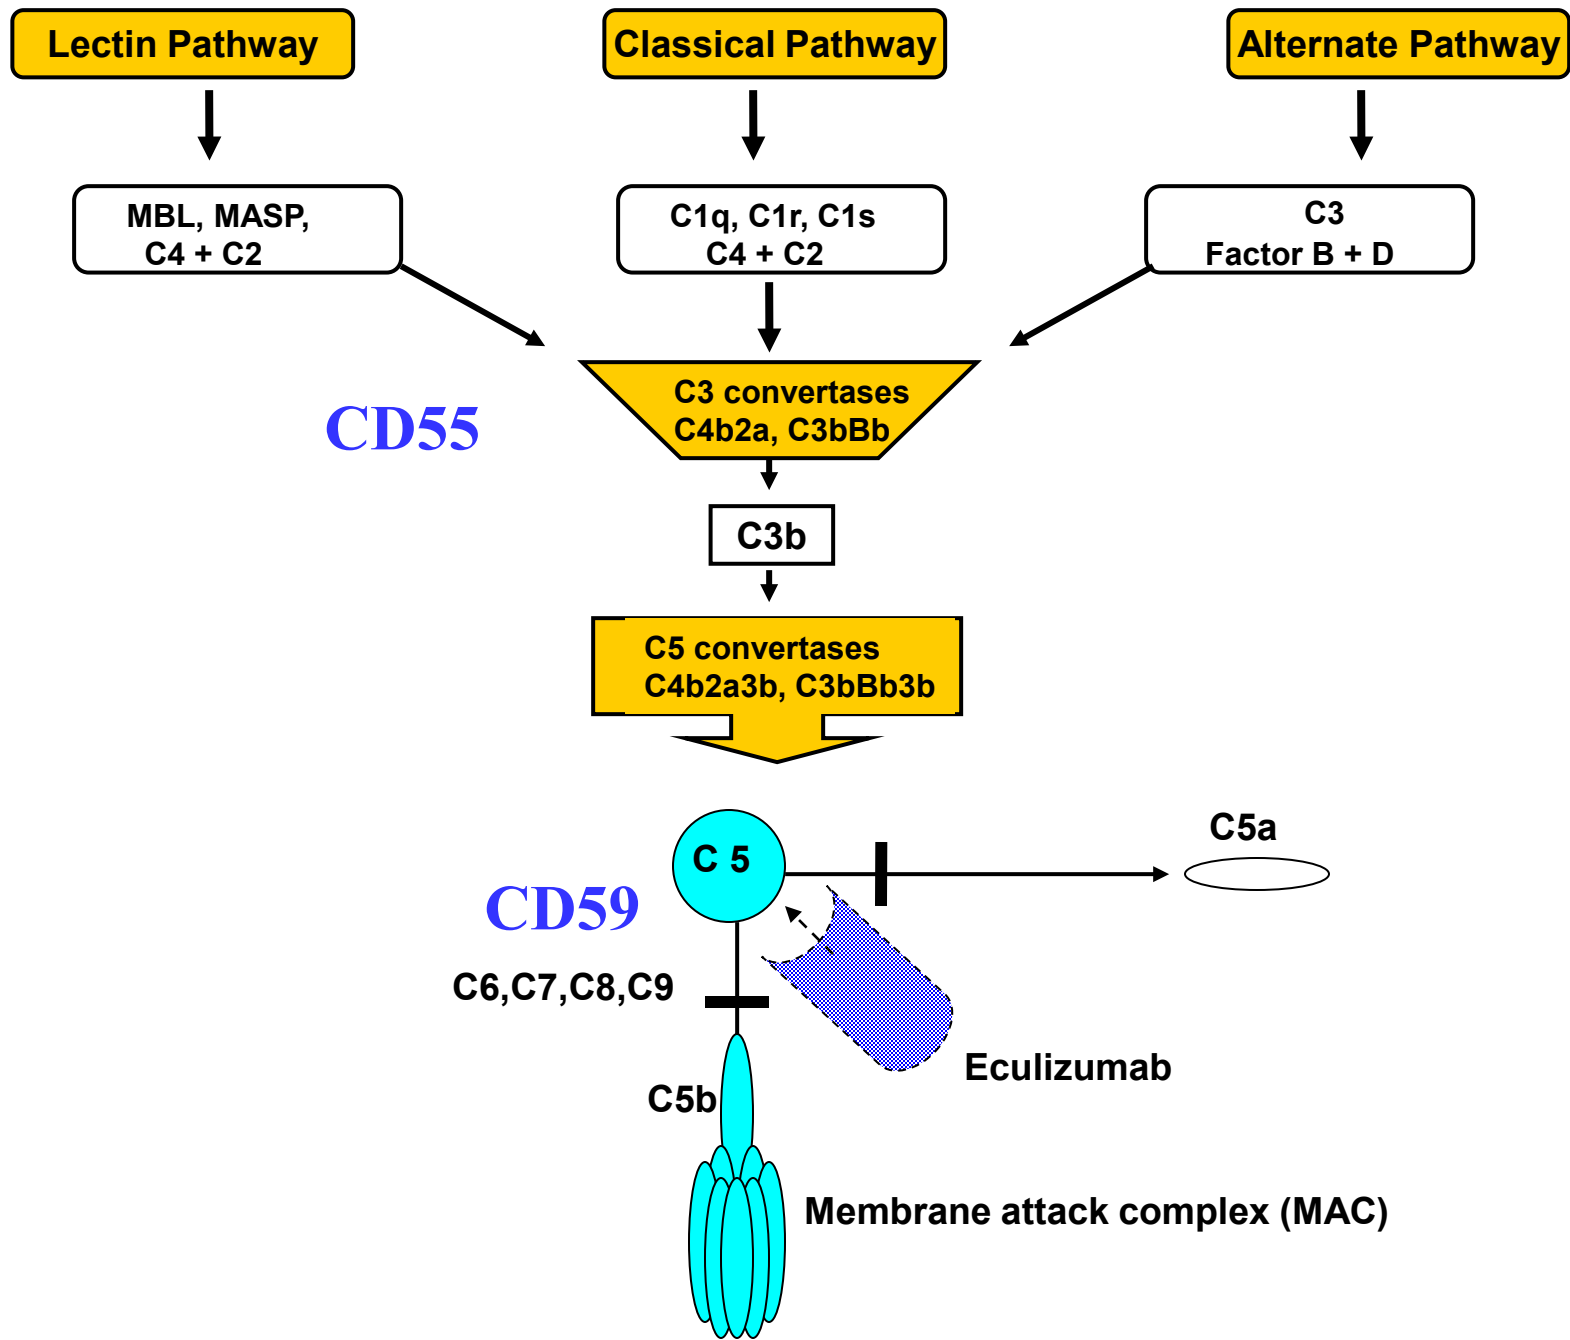 Lectin Pathway
Classical Pathway
Alternate Pathway
MBL, MASP,
C4 + C2
C1q, C1r, C1s
C4 + C2
C3
Factor B + D
C3 convertases
C4b2a, C3bBb
CD55
C3b
C5 convertases
C4b2a3b, C3bBb3b
C 5
C5a
CD59
C6,C7,C8,C9
Eculizumab
C5b
Membrane attack complex (MAC)